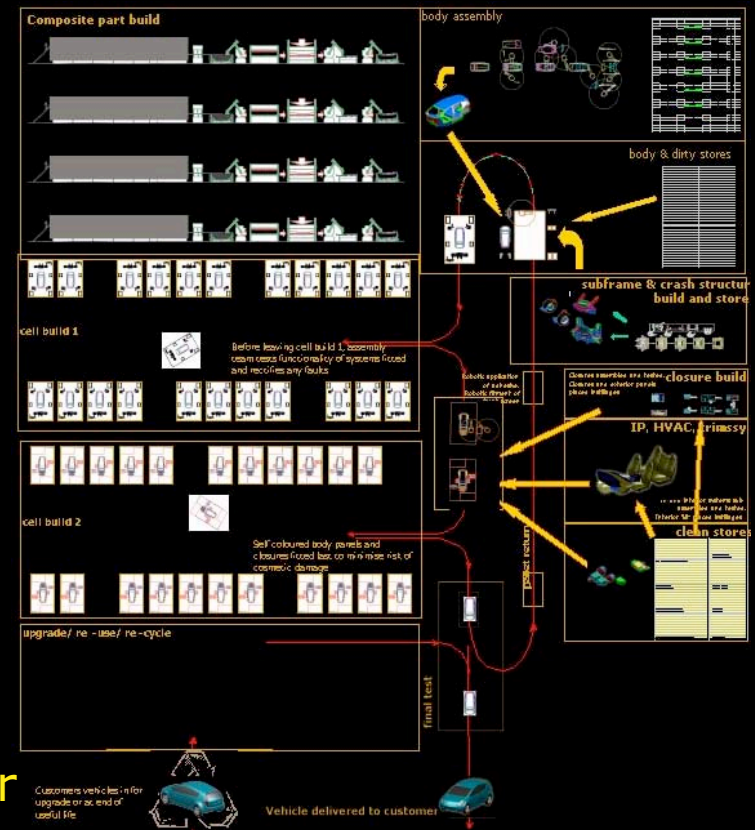 Composite part build
body assembly
body & dirty stores
subframe & crash structur
build and store
cell build 1
Before leaving cell build 1, assembly
team tests functionality of systems fitted
and rectifies any faults
Robotic application
closure build
IP, HVAC, trimssy
clean stores
cell build 2
Self coloured body panels and
closures fitted last to minimise risk of
cosmetic damage
pallet return
upgrade/ re -use/ re-cycle
final test
r
Customers vehicles in for
upgrade or at end of
useful life
Vehicle delivered to customer